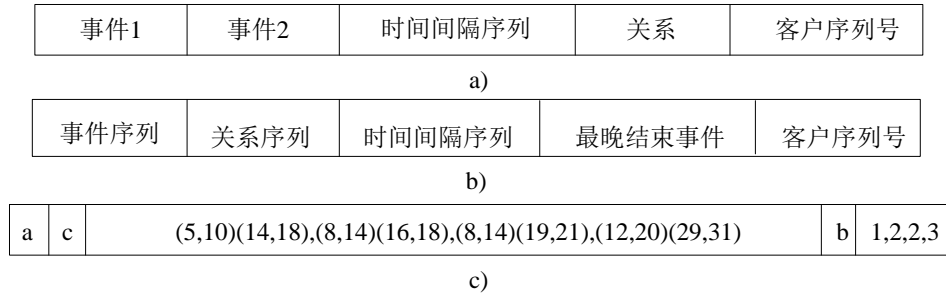 事件1 事件2 时间间隔序列 关系 客户序列号
a)
事件序列 关系序列 时间间隔序列 最晚结束事件 客户序列号
b)
a c (5,10)(14,18),(8,14)(16,18),(8,14)(19,21),(12,20)(29,31) b 1,2,2,3
c)